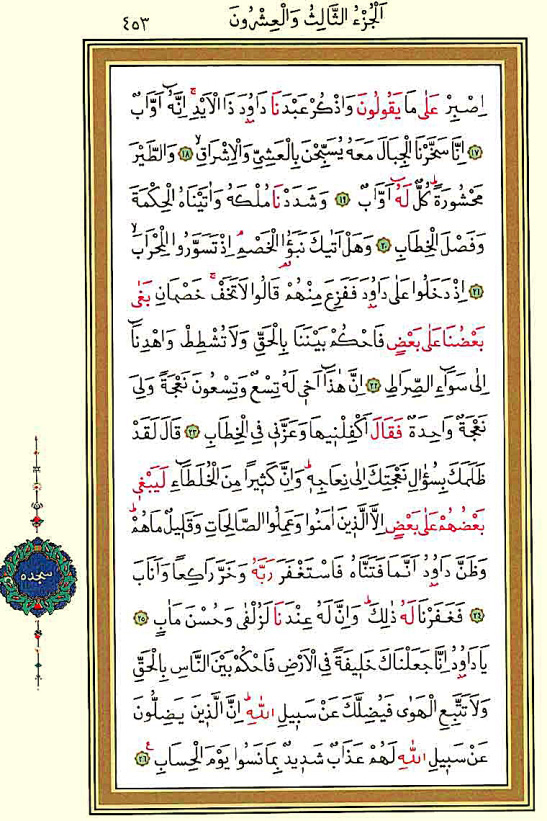 اَلْجُزْءُ الثَّالِثُ وَالْعِشْرُونَ
٤٥٣
اِصْبِرْ عَلٰى مَا يَقُولُونَ وَاذْكُرْ عَبْدَنَا دَاوُدَ ذَا الْاَيْدِۚ اِنَّهُٓ اَوَّابٌ
﴿١٧﴾ اِنَّا سَخَّرْنَا الْجِبَالَ مَعَهُ يُسَبِّحْنَ بِالْعَشِيِّ وَالْاِشْرَاقِۙ ﴿١٨﴾ وَالطَّيْرَ
مَحْشُورَةًۜ كُلٌّ لَهُٓ اَوَّابٌ ﴿١٩﴾ وَشَدَدْنَا مُلْكَهُ وَاٰتَيْنَاهُ الْحِكْمَةَ
وَفَصْلَ الْخِطَابِ ﴿٢٠﴾ وَهَلْ اَتٰيكَ نَبَؤُا الْخَصْمِۢ اِذْ تَسَوَّرُوا الْمِحْرَابَۙ
﴿٢١﴾ اِذْ دَخَلُوا عَلٰى دَاوُدَ فَفَزِعَ مِنْهُمْ قَالُوا لَا تَخَفْۚ خَصْمَانِ بَغٰى
بَعْضُنَا عَلٰى بَعْضٍ فَاحْكُمْ بَيْنَنَا بِالْحَقِّ وَلَا تُشْطِطْ وَاهْدِنَٓا
اِلٰى سَوَٓاءِ الصِّرَاطِ ﴿٢٢﴾ اِنَّ هٰذَٓا اَخِي لَهُ تِسْعٌ وَتِسْعُونَ نَعْجَةً وَلِيَ
نَعْجَةٌ وَاحِدَةٌ فَقَالَ اَكْفِلْنِيهَا وَعَزَّنِي فِي الْخِطَابِ ﴿٢٣﴾ قَالَ لَقَدْ
ظَلَمَكَ بِسُؤَالِ نَعْجَتِكَ اِلٰى نِعَاجِهِۜ وَاِنَّ كَثِيرًا مِنَ الْخُلَطَٓاءِ لَيَبْغِي
بَعْضُهُمْ عَلٰى بَعْضٍ اِلَّا الَّذِينَ اٰمَنُوا وَعَمِلُوا الصَّالِحَاتِ وَقَلِيلٌ مَا هُمْۜ
وَظَنَّ دَاوُدُ اَنَّمَا فَتَنَّاهُ فَاسْتَغْفَرَ رَبَّهُ وَخَرَّ رَاكِعًا وَاَنَابَ
﴿٢٤﴾ فَغَفَرْنَا لَهُ ذٰلِكَۜ وَاِنَّ لَهُ عِنْدَنَا لَزُلْفٰى وَحُسْنَ مَاٰبٍ ﴿٢٥﴾
يَا دَاوُدُ اِنَّا جَعَلْنَاكَ خَلِيفَةً فِي الْاَرْضِ فَاحْكُمْ بَيْنَ النَّاسِ بِالْحَقِّ
وَلَا تَتَّبِعِ الْهَوٰى فَيُضِلَّكَ عَنْ سَبِيلِ اللّٰهِۜ اِنَّ الَّذِينَ يَضِلُّونَ
عَنْ سَبِيلِ اللّٰهِ لَهُمْ عَذَابٌ شَدِيدٌ بِمَا نَسُوا يَوْمَ الْحِسَابِ۟ ﴿٢٦﴾
سجده